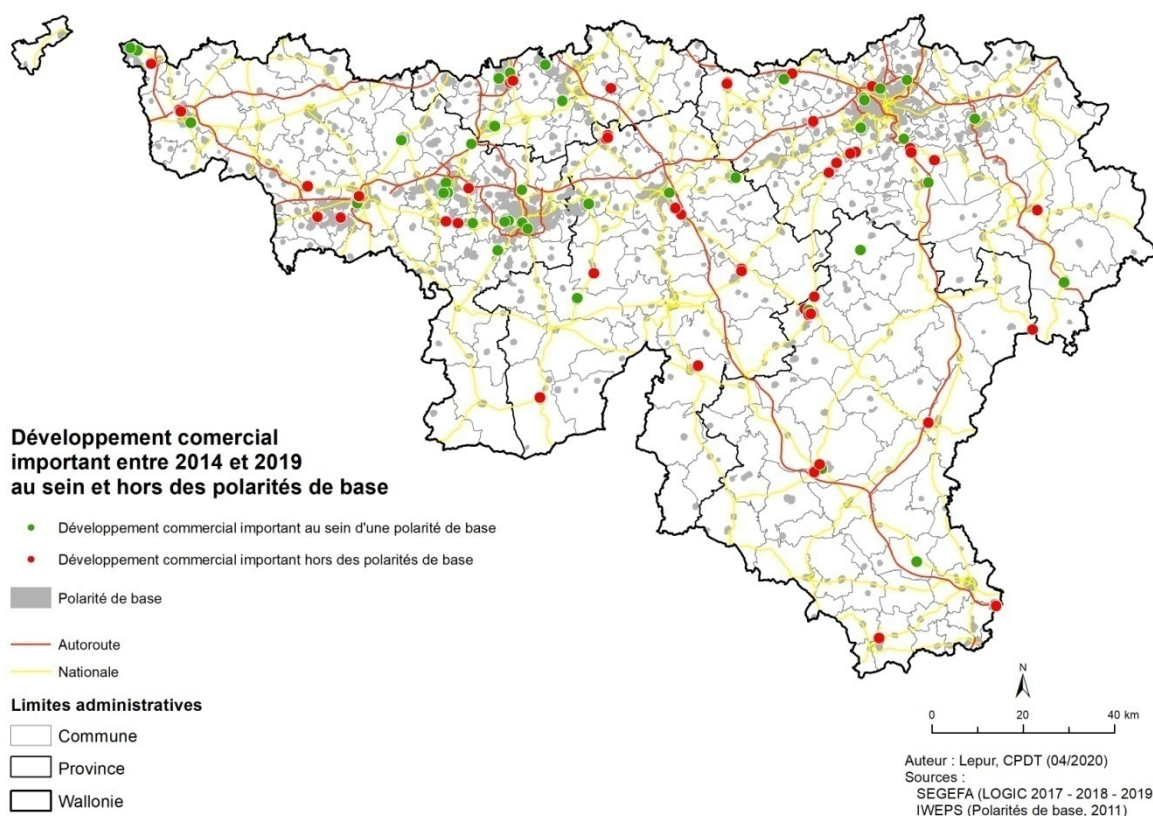 Développement comercial
important entre 2014 et 2019
au sein et hors des polarités de base
Développement commercial important au sein d'une polarité de base
Développement commercial important hors des polarités de base
Polarité de base
Autoroute
Nationale
Limites administratives
Commune
Province
Wallonie
N
0 20 40 km
Auteur : Lepur, CPDT (04/2020)
Sources :
SEGEFA (LOGIC 2017 - 2018 - 2019
IWEPS (Polarités de base, 2011)